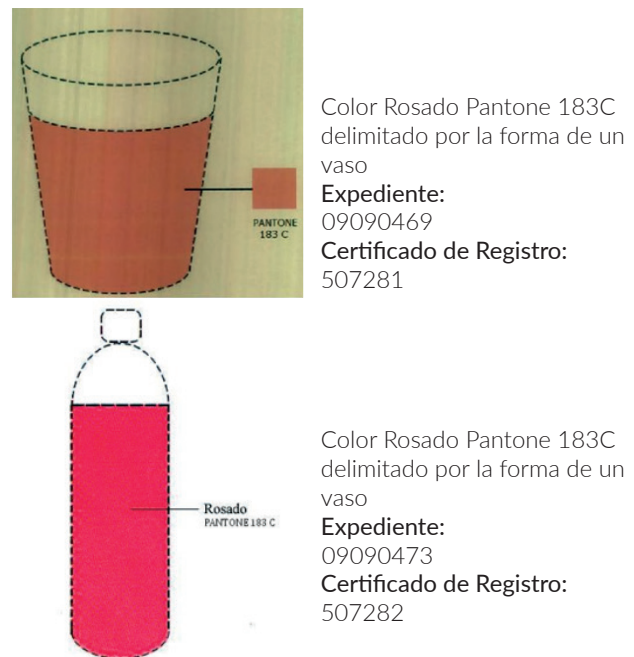 PANTONE
183 C
Color Rosado Pantone 183C
delimitado por la forma de un
vaso
Expediente:
09090469
Certificado de Registro:
507281
Rosado
PANTONE 183 C
Color Rosado Pantone 183C
delimitado por la forma de un
vaso
Expediente:
09090473
Certificado de Registro:
507282